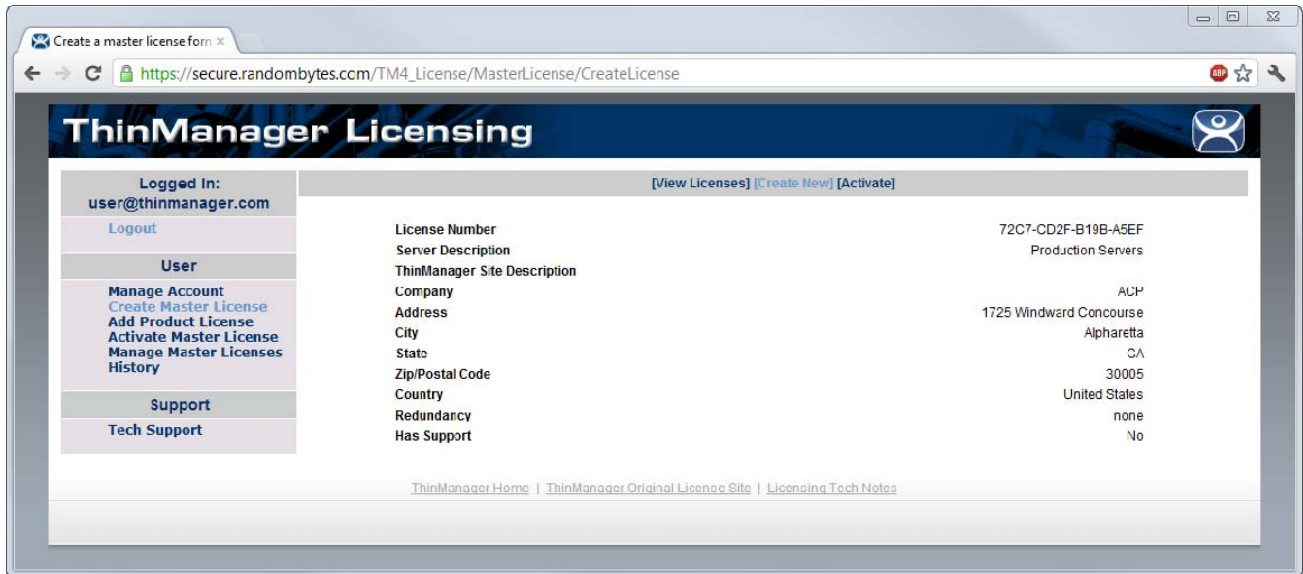 Create a master license form
https://secure.randombytes.com/TM4_License/MasterLicense/CreateLicense
ABP
ThinManager Licensing
Logged In:
user@thinmanager.com
Logout
User
Manage Account
Create Master License
Add Product License
Activate Master License
Manage Master Licenses
History
Support
Tech Support
[View Licenses] [Create New] [Activate]
License Number 72C7-CD2F-B19B-A5EF
Server Description Production Servers
ThinManager Site Description
Company ACP
Address 1725 Windward Concourse
City Alpharetta
State CA
Zip/Postal Code 30005
Country United States
Redundancy none
Has Support No
ThinManager Home | ThinManager Original License Site | Licensing Tech Notes